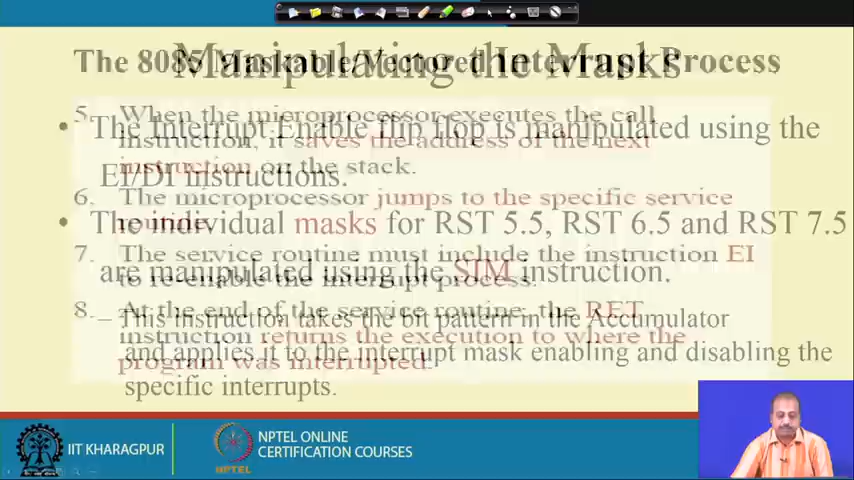 The 8085 Maskable/Vectored Interrupt Process
Manipulating the Masks
5. When the microprocessor executes the call
instruction, it saves the address of the next
instruction on the stack.
6. The microprocessor jumps to the specific service
routine.
7. The service routine must include the instruction EI
to re-enable the interrupt process.
8. At the end of the service routine, the RET
instruction returns the execution to where the
program was interrupted.
• The Interrupt Enable flip flop is manipulated using the
EI/DI instructions.
• The individual masks for RST 5.5, RST 6.5 and RST 7.5
are manipulated using the SIM instruction.
– This instruction takes the bit pattern in the Accumulator
and applies it to the interrupt mask enabling and disabling the
specific interrupts.
IIT KHARAGPUR
NPTEL
NPTEL ONLINE
CERTIFICATION COURSES